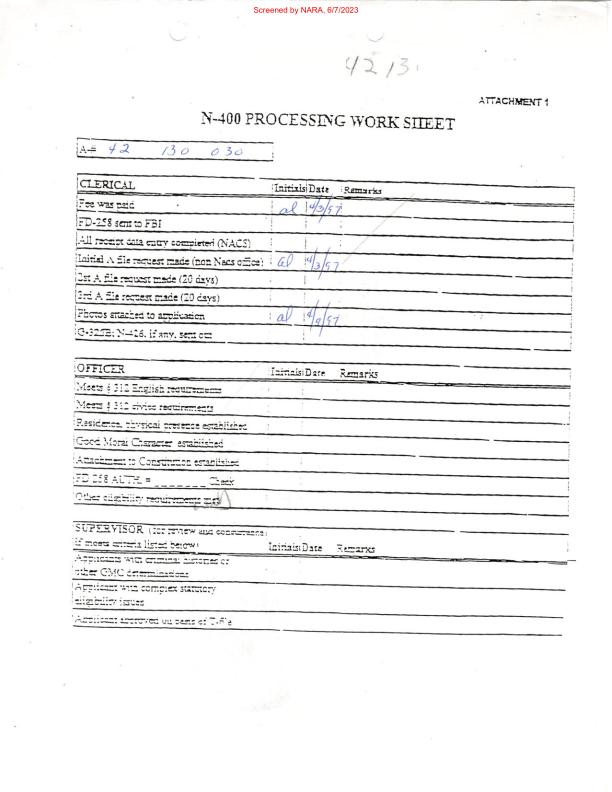 Screened by NARA, 6/7/2023
4213
ATTACHMENT 1
N-400 PROCESSING WORK SHEET
A-# 42 130 030
CLERICAL Initials Date Remarks
Fee was paid al 4/3/97
FD-258 sent to FBI
All receipt data entry completed (NACS)
Initial A file request made (non Nacs office) al 4/3/97
2st A file request made (20 days)
3rd A file request made (20 days)
Photos attached to application al 4/9/97
G-325B; N-426, if any, sent out
OFFICER Initials Date Remarks
Meets § 312 English requirements
Meets § 312 civics requirements
Residence, physical presence established
Good Moral Character established
Attachment to Constitution established
FD 258 AUTH. = _ _ _ _ _ _ _ Check
Other eligibility requirements met
SUPERVISOR (for review and concurrence)
if meets criteria listed below) Initials Date Remarks
Applicants with criminal histories or
other GMC determinations
Applicant with complex statutory
eligibility issues
Applicant approved on basis of T-file